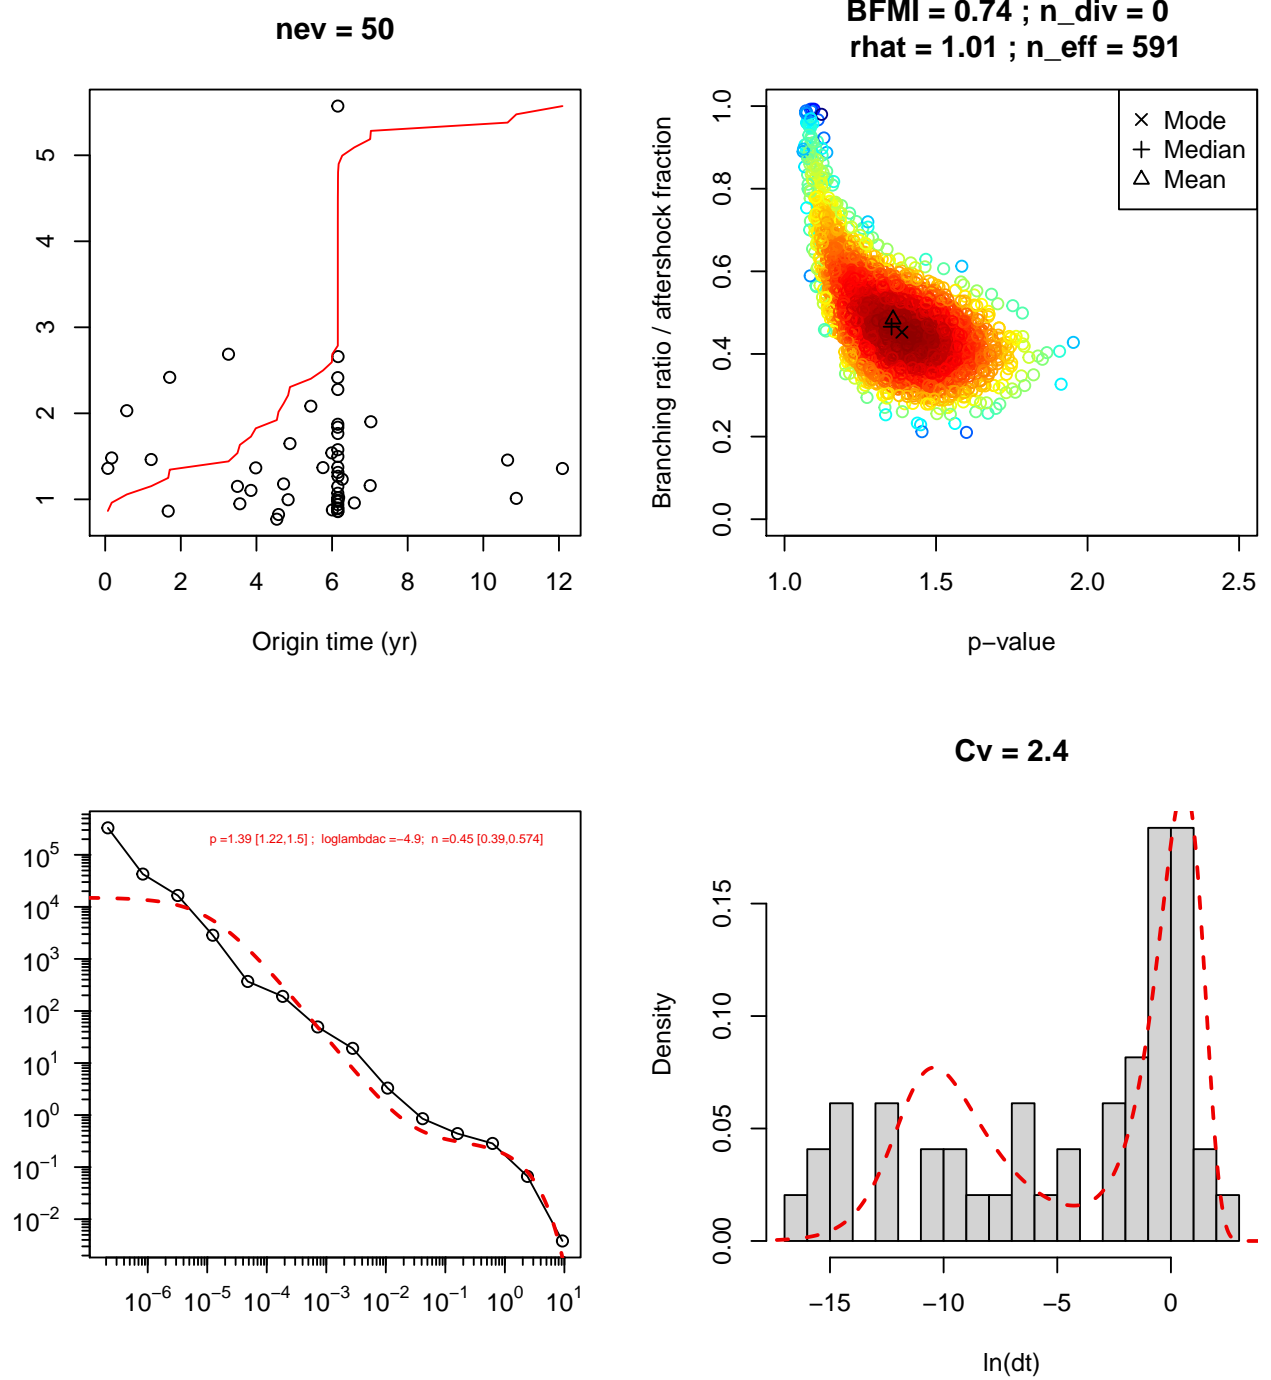 nev = 50
5
4
3
2
1
0 2 4 6 8 10 12
Origin time (yr)
BFMI = 0.74 ; n_div = 0
rhat = 1.01 ; n_eff = 591
Mode
Median
Mean
Branching ratio / aftershock fraction
1.0
0.8
0.6
0.4
0.2
0.0
1.0 1.5 2.0 2.5
p−value
p =1.39 [1.22,1.5] ; loglambdac =−4.9; n =0.45 [0.39,0.574]
10^5
10^4
10^3
10^2
10^1
10^0
10^−1
10^−2
10^−6 10^−5 10^−4 10^−3 10^−2 10^−1 10^0 10^1
Cv = 2.4
Density
0.15
0.10
0.05
0.00
−15 −10 −5 0
ln(dt)